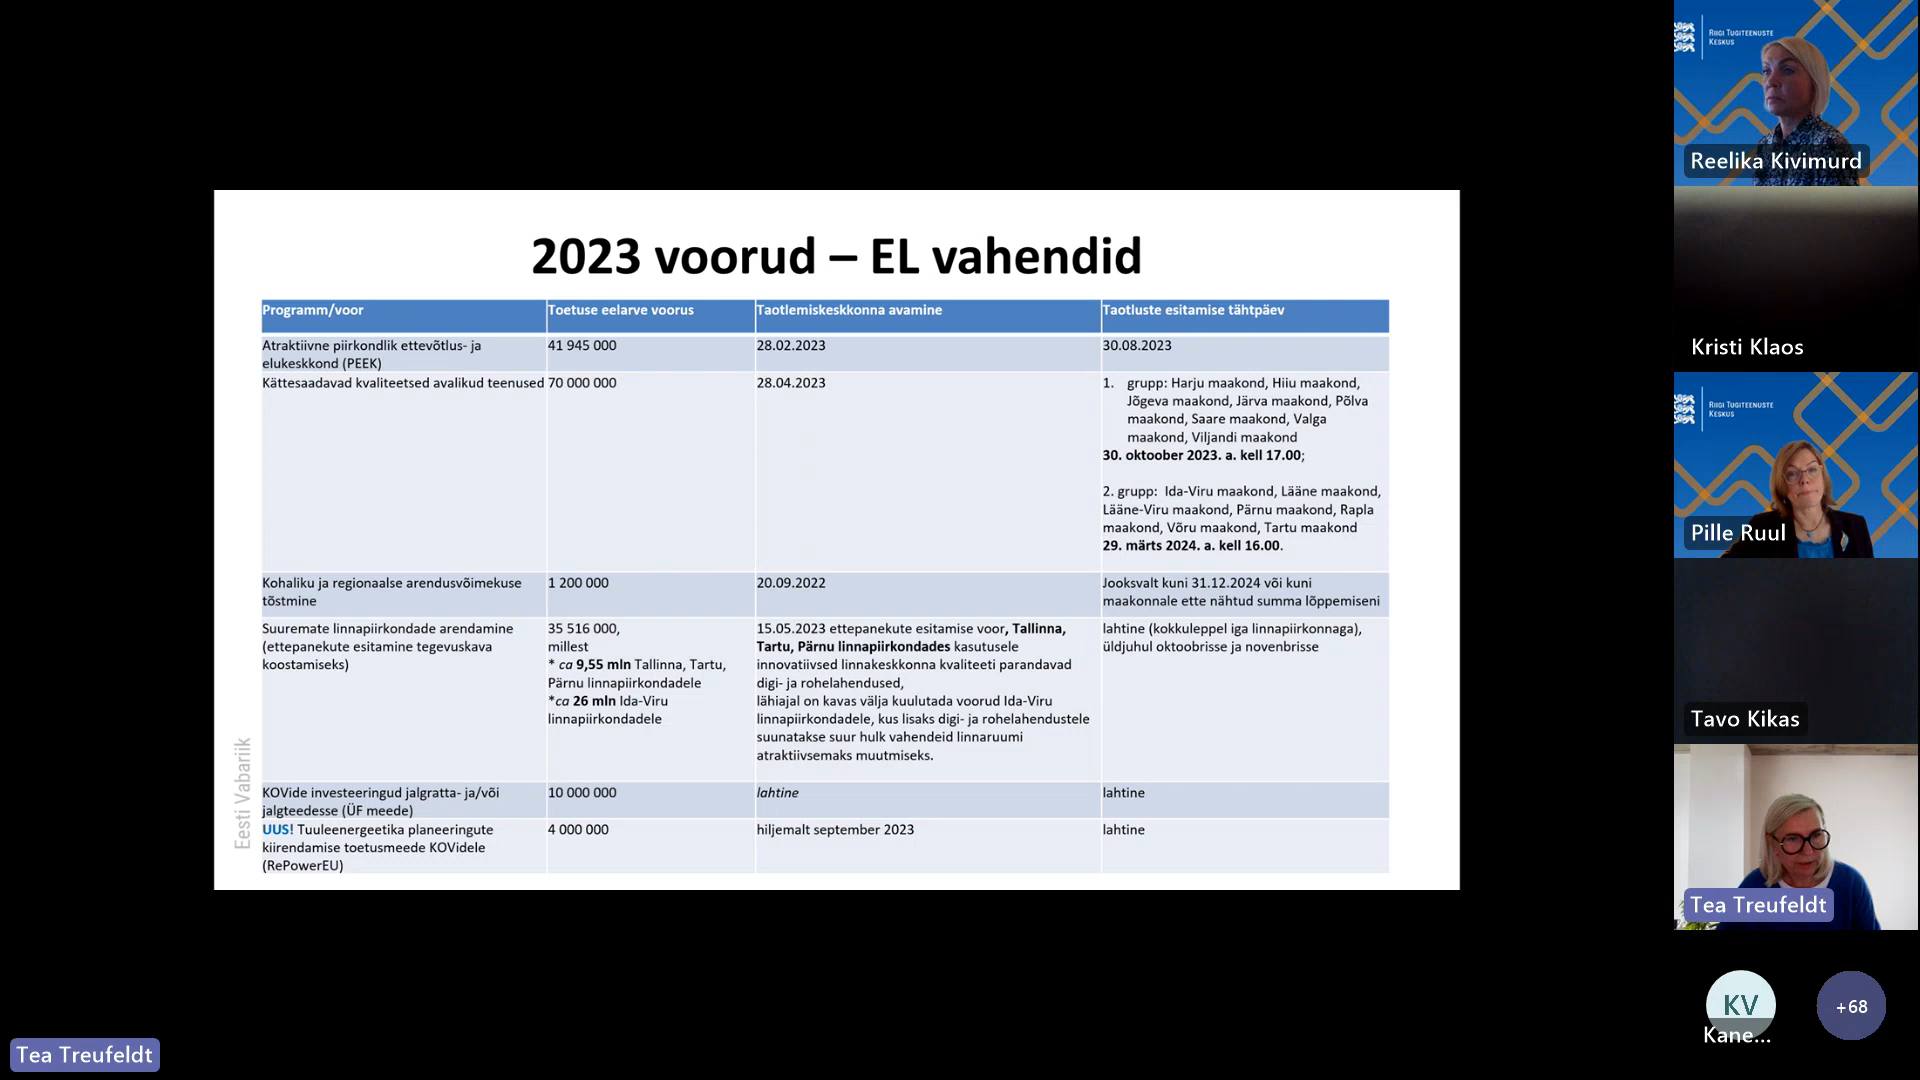 2023 voorud – EL vahendid
Programm/voor
Toetuse eelarve voorus
Taotlemiskeskkonna avamine
Taotluste esitamise tähtpäev
Atraktiivne piirkondlik ettevõtlus- ja
elukeskkond (PEEK)
41 945 000
28.02.2023
30.08.2023
Kättesaadavad kvaliteetsed avalikud teenused
70 000 000
28.04.2023
1. grupp: Harju maakond, Hiiu maakond,
Jõgeva maakond, Järva maakond, Põlva
maakond, Saare maakond, Valga
maakond, Viljandi maakond
30. oktoober 2023. a. kell 17.00;
2. grupp: Ida-Viru maakond, Lääne maakond,
Lääne-Viru maakond, Pärnu maakond, Rapla
maakond, Võru maakond, Tartu maakond
29. märts 2024. a. kell 16.00.
Kohaliku ja regionaalse arendusvõimekuse
tõstmine
1 200 000
20.09.2022
Jooksvalt kuni 31.12.2024 või kuni
maakonnale ette nähtud summa lõppemiseni
Suuremate linnapiirkondade arendamine
(ettepanekute esitamine tegevuskava
koostamiseks)
35 516 000,
millest
* ca 9,55 mln Tallinna, Tartu,
Pärnu linnapiirkondadele
*ca 26 mln Ida-Viru
linnapiirkondadele
15.05.2023 ettepanekute esitamise voor, Tallinna,
Tartu, Pärnu linnapiirkondades kasutusele
innovatiivsed linnakeskkonna kvaliteeti parandavad
digi- ja rohelahendused,
lähiajal on kavas välja kuulutada voorud Ida-Viru
linnapiirkondadele, kus lisaks digi- ja rohelahendustele
suunatakse suur hulk vahendeid linnaruumi
atraktiivsemaks muutmiseks.
lahtine (kokkuleppel iga linnapiirkonnaga),
üldjuhul oktoobrisse ja novenbrisse
KOVide investeeringud jalgratta- ja/või
jalgteedesse (ÜF meede)
10 000 000
lahtine
lahtine
UUS! Tuuleenergeetika planeeringute
kiirendamise toetusmeede KOVidele
(RePowerEU)
4 000 000
hiljemalt september 2023
lahtine
Eesti Vabariik
RIIGI TUGITEENUSTE
KESKUS
Reelika Kivimurd
Kristi Klaos
RIIGI TUGITEENUSTE
KESKUS
Pille Ruul
Tavo Kikas
Tea Treufeldt
KV
Kane...
+68
Tea Treufeldt